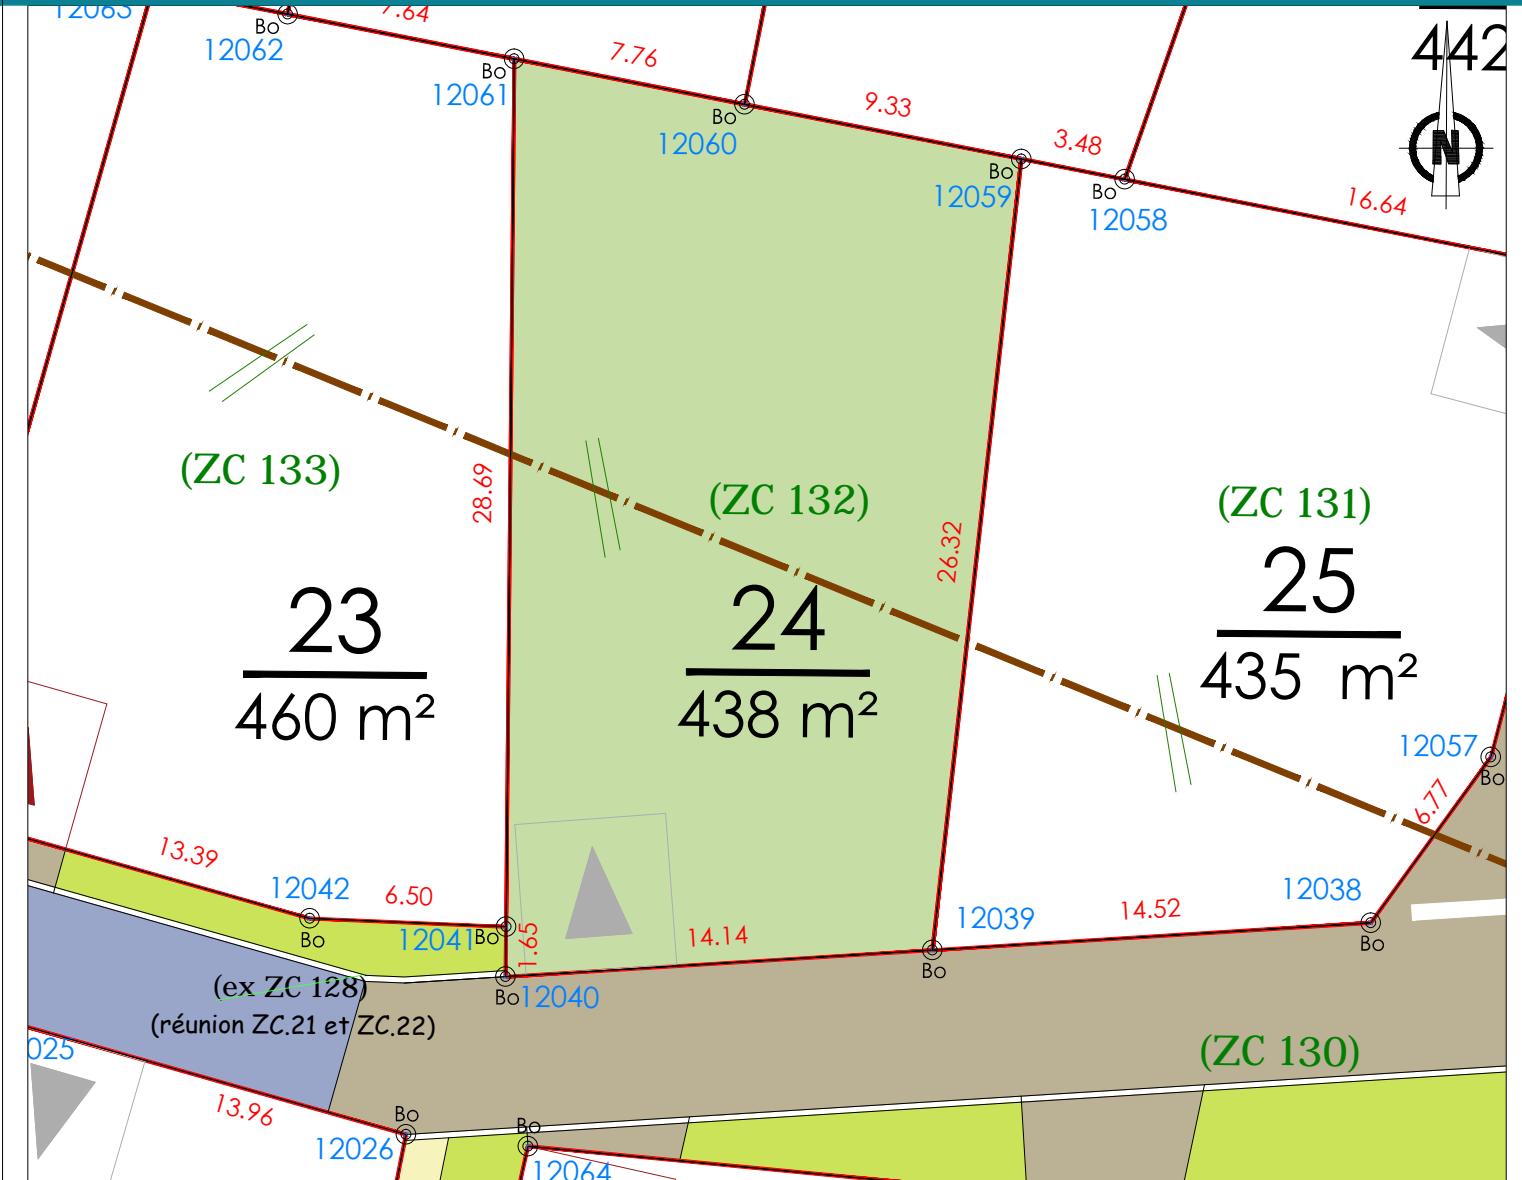 12063
7.64
442
Bo
12062
Bo
12061
7.76
Bo
12060
9.33
3.48
N
Bo
12059
Bo
12058
16.64
(ZC 133)
28.69
(ZC 132)
26.32
(ZC 131)
23
460 m²
24
438 m²
25
435 m²
12057
Bo
6.77
13.39
12042
6.50
Bo
12041
Bo
1.65
14.14
12039
Bo
14.52
12038
Bo
(ex ZC 128)
Bo
12040
(réunion ZC.21 et ZC.22)
025
(ZC 130)
13.96
Bo
12026
Bo
12064